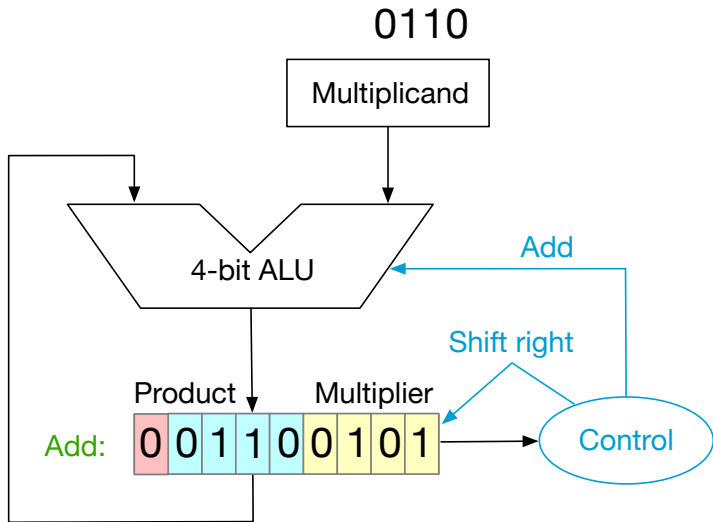 0110
Multiplicand
4-bit ALU
Add
Shift right
Product Multiplier
Add: 0 0 1 1 0 0 1 0 1
Control